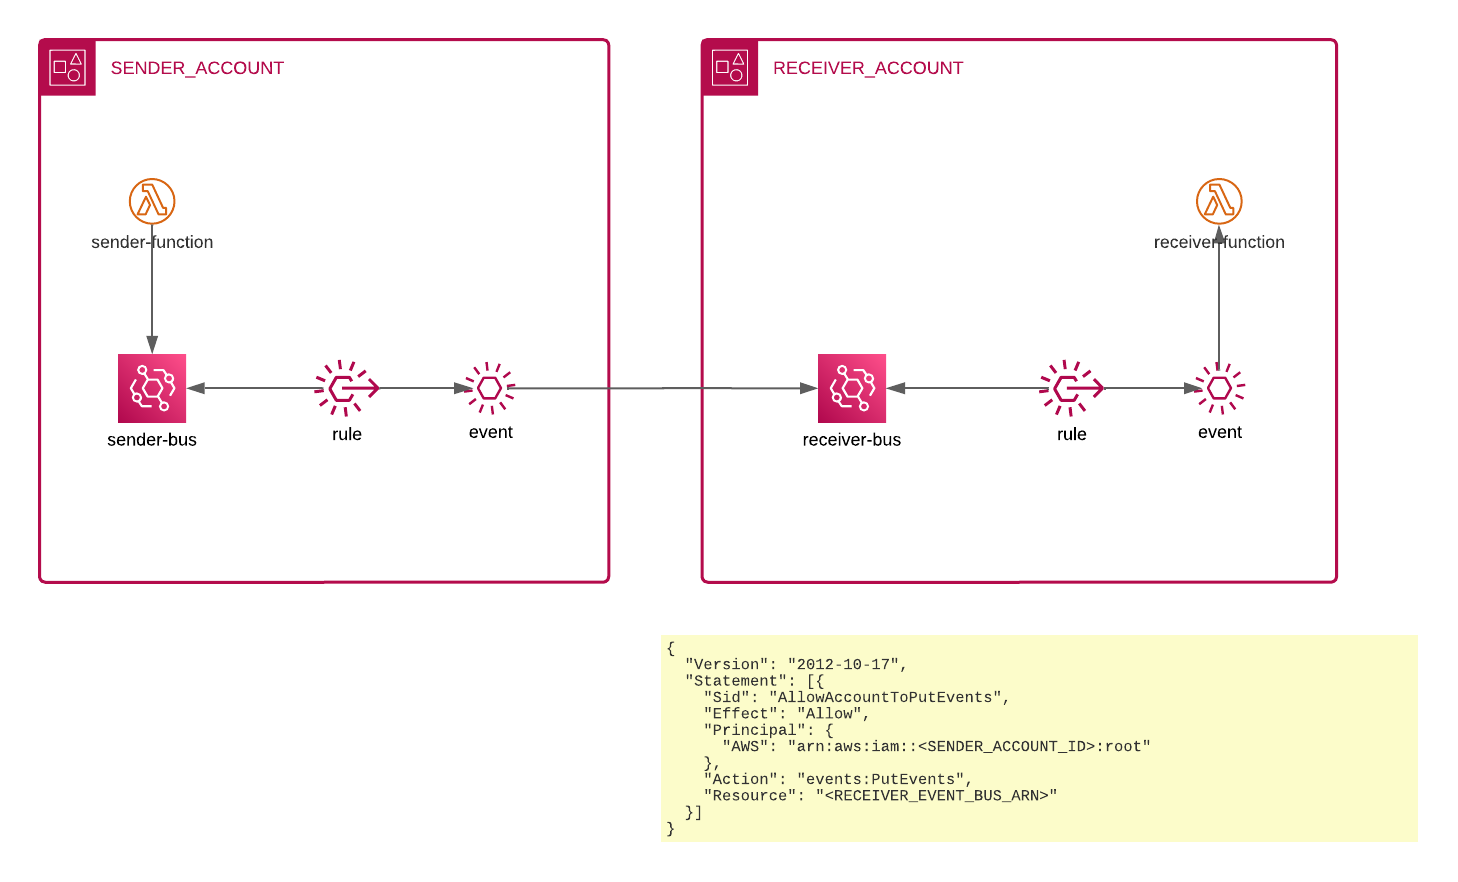 SENDER_ACCOUNT
RECEIVER_ACCOUNT
sender-function
receiver-function
sender-bus
rule
event
receiver-bus
rule
event
{
  "Version": "2012-10-17",
  "Statement": [{
    "Sid": "AllowAccountToPutEvents",
    "Effect": "Allow",
    "Principal": {
      "AWS": "arn:aws:iam::<SENDER_ACCOUNT_ID>:root"
    },
    "Action": "events:PutEvents",
    "Resource": "<RECEIVER_EVENT_BUS_ARN>"
  }]
}